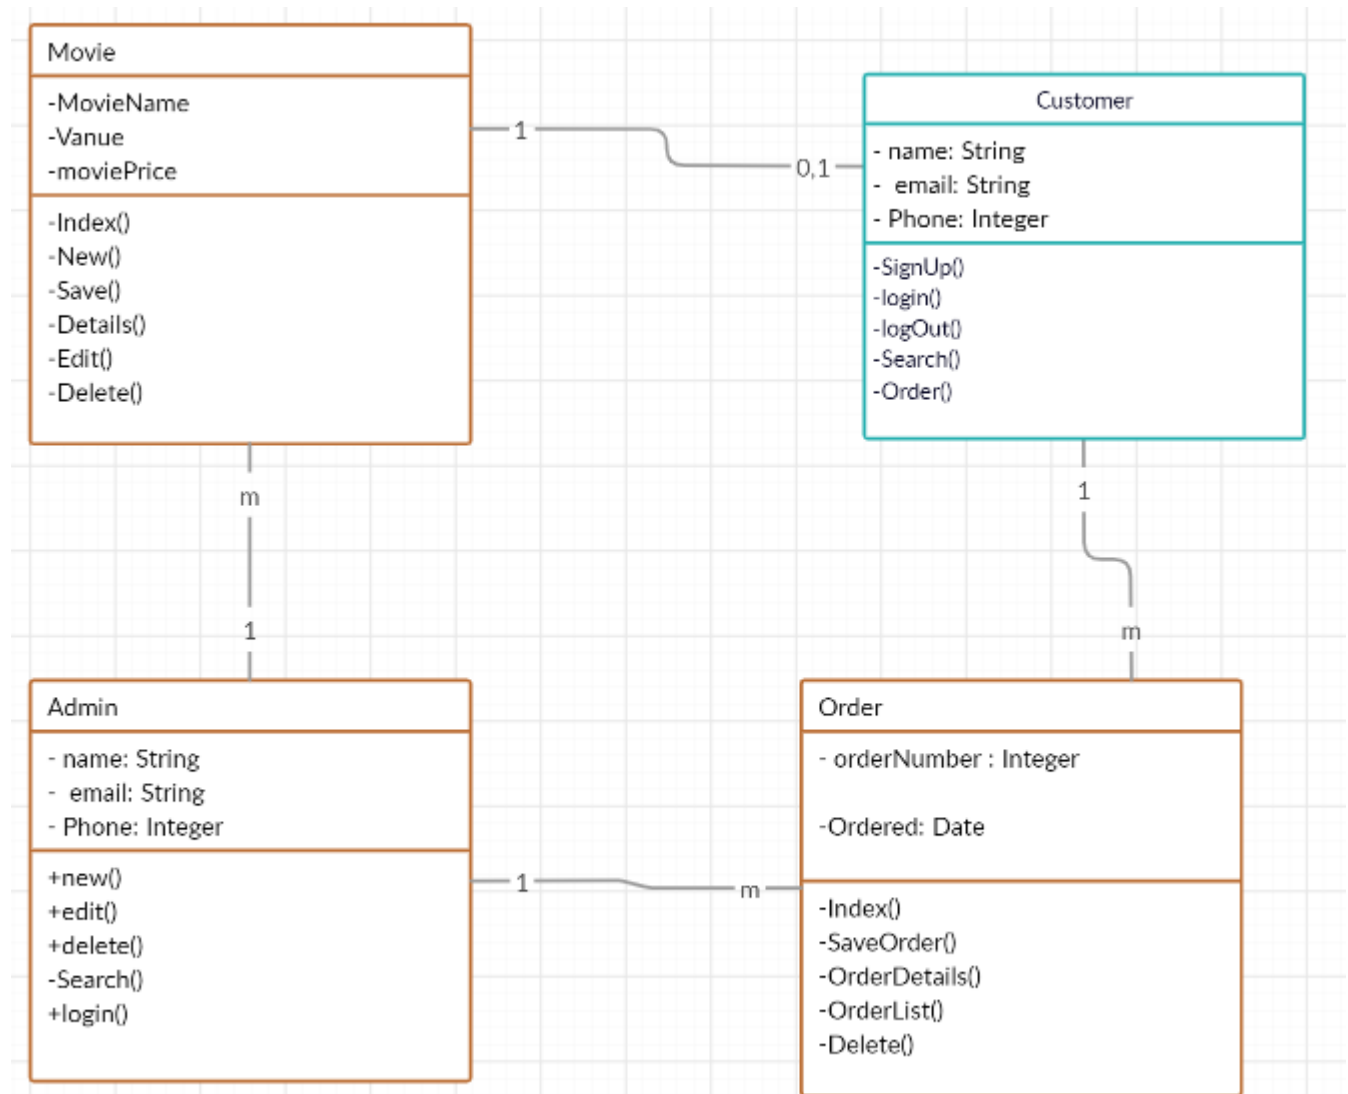 Movie
-MovieName
-Vanue
-moviePrice
-Index()
-New()
-Save()
-Details()
-Edit()
-Delete()
1
0,1
Customer
- name: String
-  email: String
- Phone: Integer
-SignUp()
-login()
-logOut()
-Search()
-Order()
m
1
1
m
Admin
- name: String
-  email: String
- Phone: Integer
+new()
+edit()
+delete()
-Search()
+login()
1
m
Order
- orderNumber : Integer
-Ordered: Date
-Index()
-SaveOrder()
-OrderDetails()
-OrderList()
-Delete()